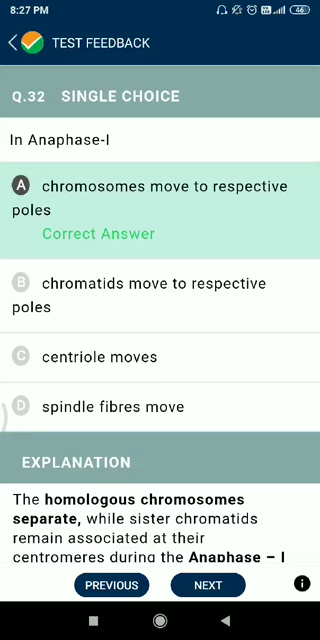 8:27 PM
46
TEST FEEDBACK
Q.32 SINGLE CHOICE
In Anaphase-I
A chromosomes move to respective
poles
Correct Answer
B chromatids move to respective
poles
C centriole moves
D spindle fibres move
EXPLANATION
The homologous chromosomes
separate, while sister chromatids
remain associated at their
centromeres during the Anaphase – I
PREVIOUS NEXT